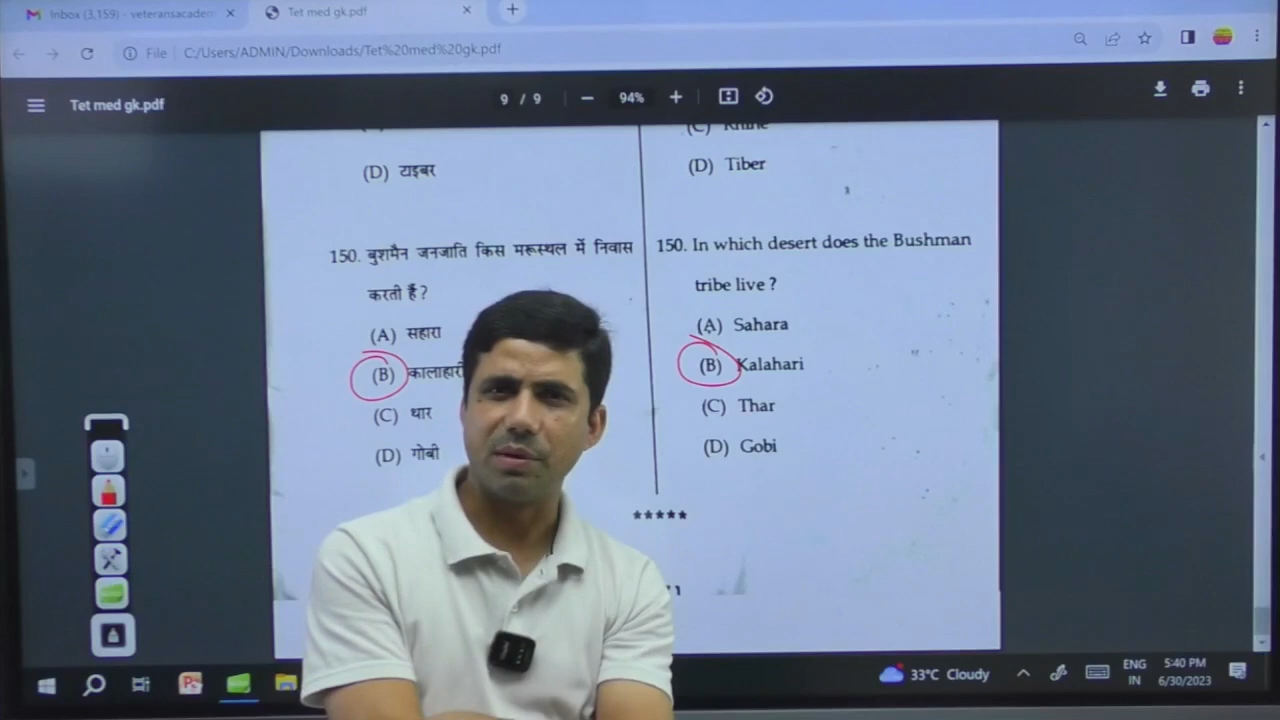 Inbox (3,159) - veteransacadem
Tet med gk.pdf
File C:/Users/ADMIN/Downloads/Tet%20med%20gk.pdf
Tet med gk.pdf
9 / 9
94%
(C) Rhine
(D) टाइबर
(D) Tiber
150. बुशमैन जनजाति किस मरूस्थल में निवास
करती हैं ?
(A) सहारा
(B) कालाहारी
(C) थार
(D) गोबी
150. In which desert does the Bushman
tribe live ?
(A) Sahara
(B) Kalahari
(C) Thar
(D) Gobi
*****
33°C Cloudy
ENG
IN
5:40 PM
6/30/2023